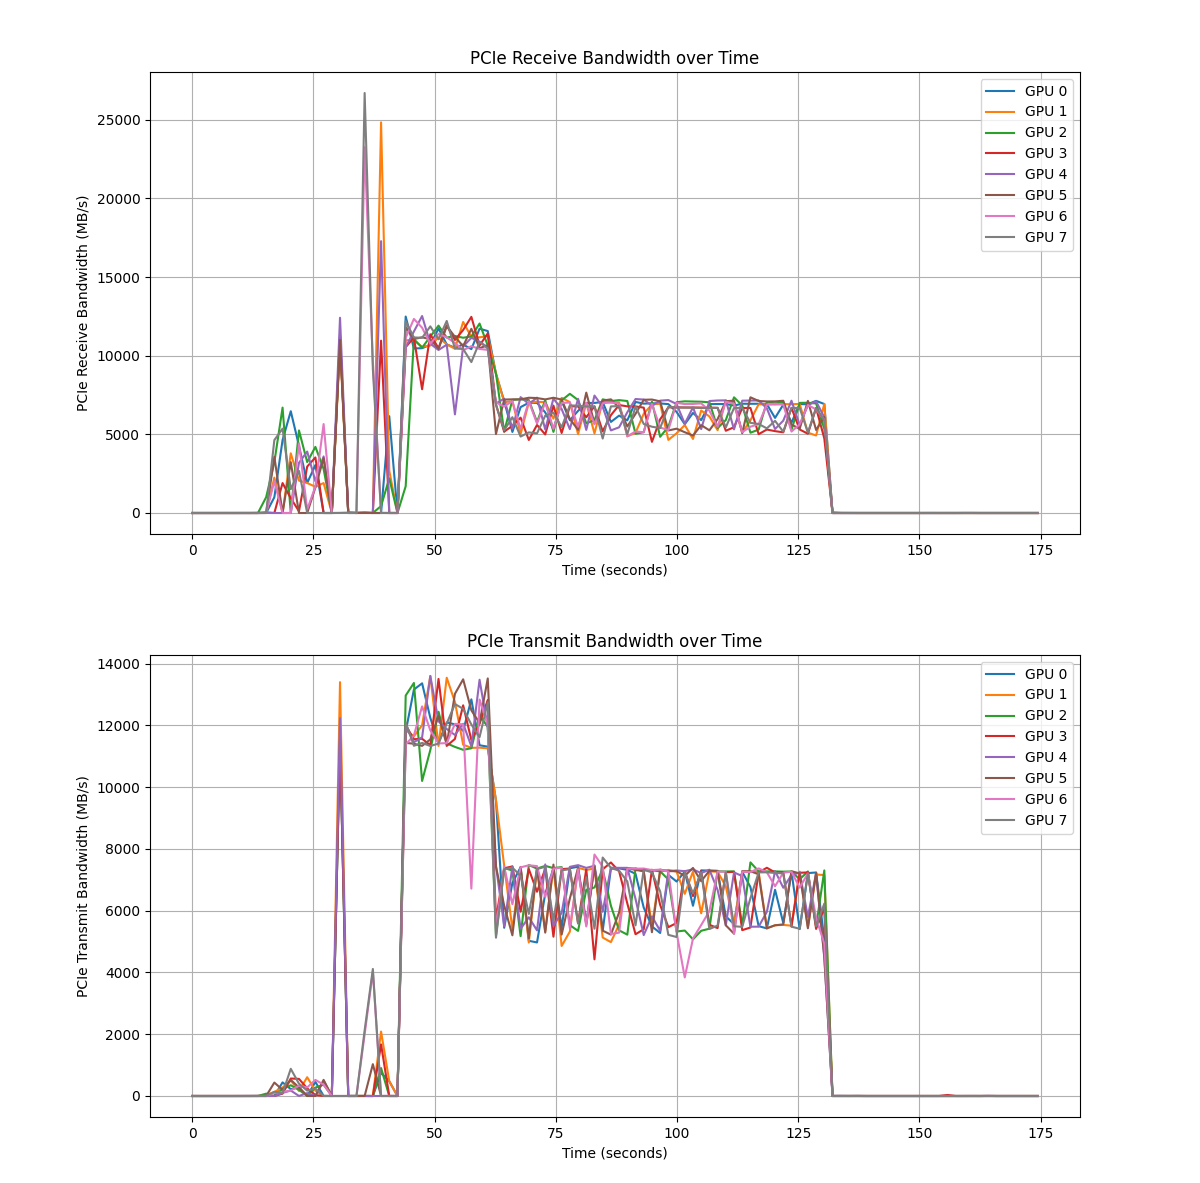 PCIe Receive Bandwidth over Time
PCIe Receive Bandwidth (MB/s)
25000
20000
15000
10000
5000
0
GPU 0
GPU 1
GPU 2
GPU 3
GPU 4
GPU 5
GPU 6
GPU 7
0 25 50 75 100 125 150 175
Time (seconds)
PCIe Transmit Bandwidth over Time
PCIe Transmit Bandwidth (MB/s)
14000
12000
10000
8000
6000
4000
2000
0
GPU 0
GPU 1
GPU 2
GPU 3
GPU 4
GPU 5
GPU 6
GPU 7
0 25 50 75 100 125 150 175
Time (seconds)